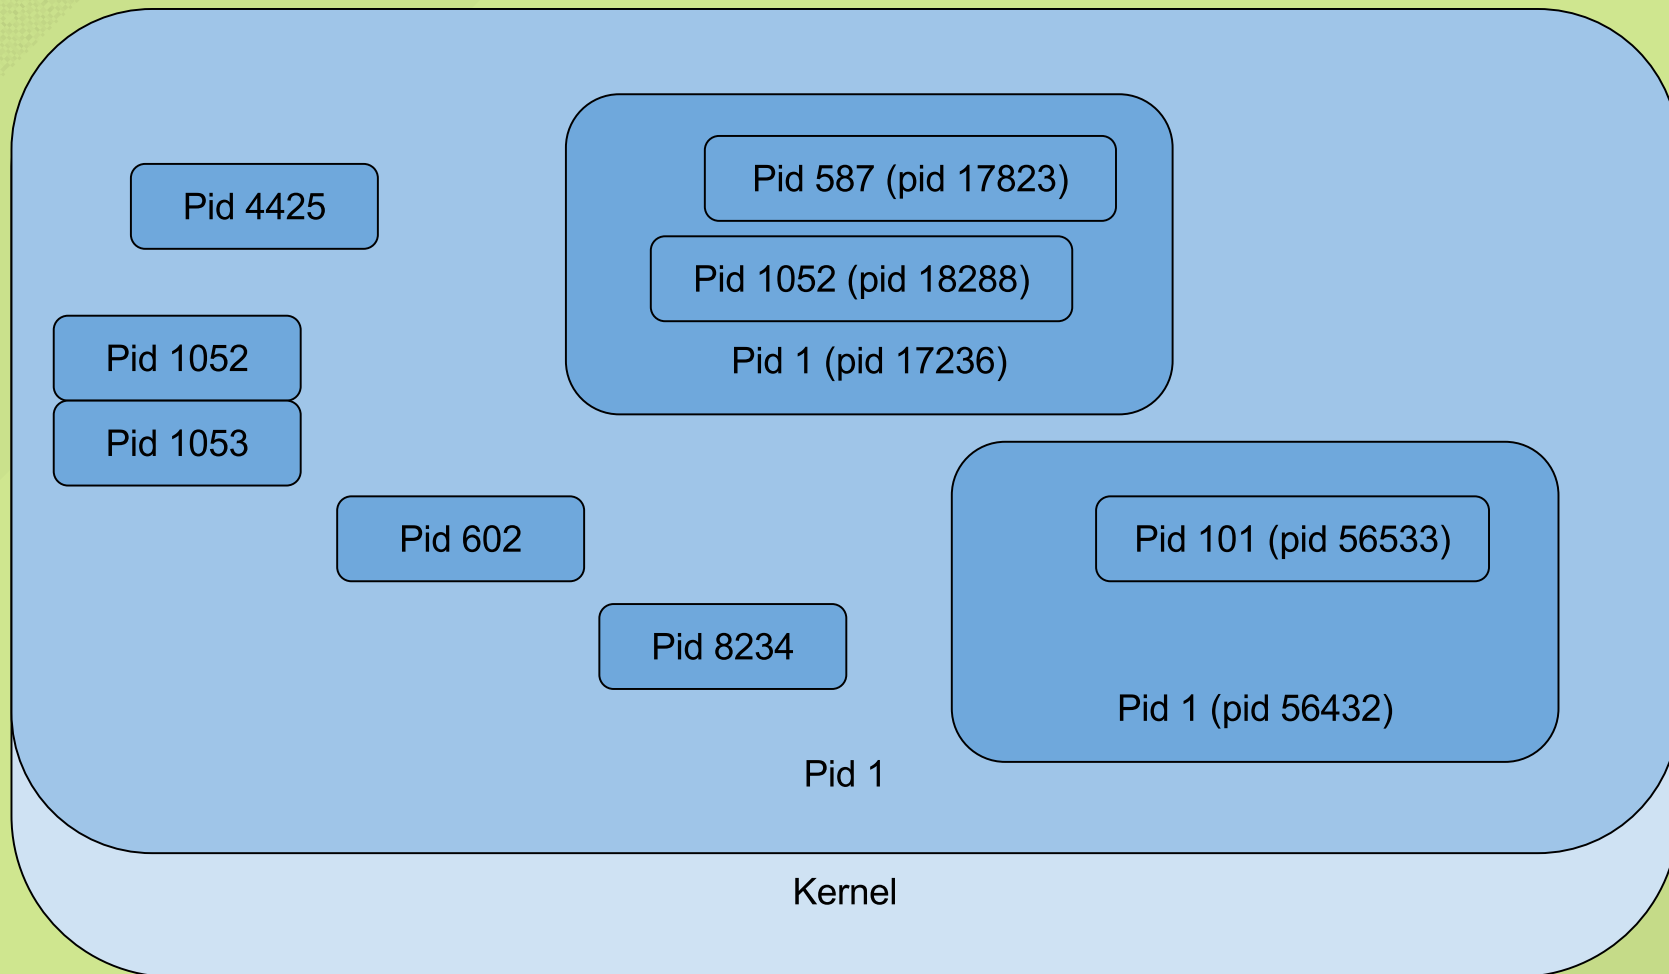 Pid 587 (pid 17823)
Pid 4425
Pid 1052 (pid 18288)
Pid 1052
Pid 1 (pid 17236)
Pid 1053
Pid 602
Pid 101 (pid 56533)
Pid 8234
Pid 1 (pid 56432)
Pid 1
Kernel